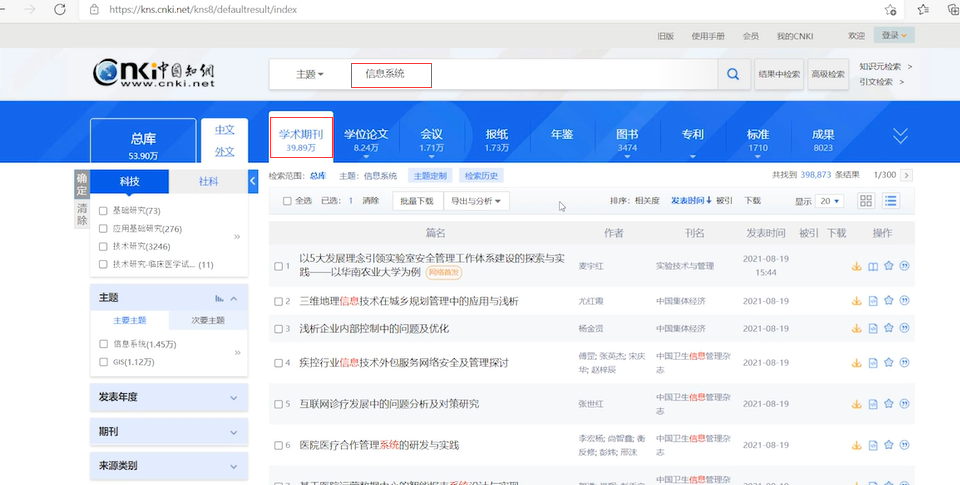 https://kns.cnki.net/kns8/defaultresult/index
旧版 使用手册 会员 我的CNKI 欢迎 登录
Cnki中国知网
www.cnki.net
主题 信息系统 结果中检索 高级检索 知识元检索 >
引文检索 >
总库 53.90万
中文
外文
学术期刊 39.89万
学位论文 8.24万
会议 1.71万
报纸 1.73万
年鉴
图书 3474
专利
标准 1710
成果 8023
确定
清除
科技 社科
基础研究(73)
应用基础研究(276)
技术研究(3246)
技术研究-临床医学试... (11)
主题
主要主题 次要主题
信息系统(1.45万)
GIS(1.12万)
发表年度
期刊
来源类别
检索范围: 总库 主题: 信息系统 主题定制 检索历史 共找到 398,873 条结果 1/300 >
全选 已选: 1 清除 批量下载 导出与分析 排序: 相关度 发表时间↓ 被引 下载 显示 20
篇名 作者 刊名 发表时间 被引 下载 操作
1 以5大发展理念引领实验室安全管理工作体系建设的探索与实
践——以华南农业大学为例 网络首发 麦宇红 实验技术与管理 2021-08-19
15:44
2 三维地理信息技术在城乡规划管理中的应用与浅析 尤红霞 中国集体经济 2021-08-19
3 浅析企业内部控制中的问题及优化 杨金贤 中国集体经济 2021-08-19
4 疾控行业信息技术外包服务网络安全及管理探讨 傅罡; 张英杰; 宋庆
华; 赵梓辰 中国卫生信息管理杂
志 2021-08-19
5 互联网诊疗发展中的问题分析及对策研究 张世红 中国卫生信息管理杂
志 2021-08-19
6 医院医疗合作管理系统的研发与实践 李宏杨; 尚智鑫; 衡
反修; 彭炜; 邢沫 中国卫生信息管理杂
志 2021-08-19